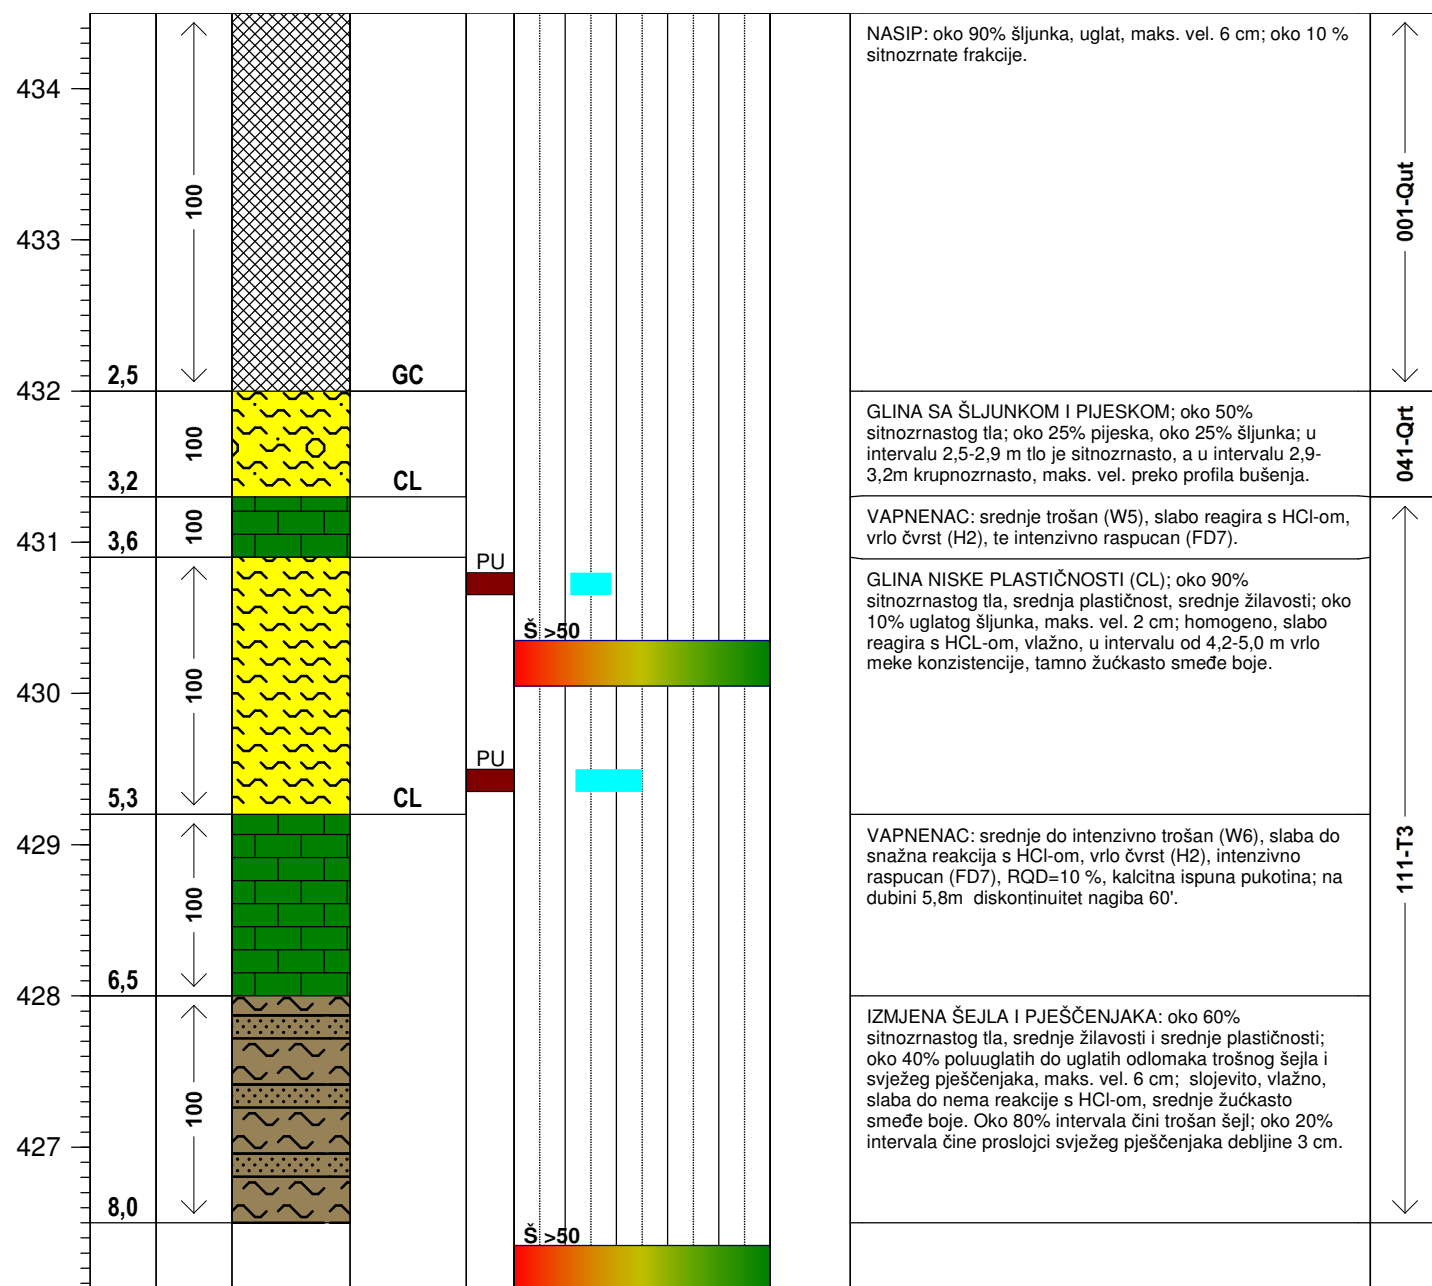 NASIP: oko 90% šljunka, uglat, maks. vel. 6 cm; oko 10 %
sitnozrnate frakcije.
434
100
001-Qut
433
2,5
GC
432
GLINA SA ŠLJUNKOM I PIJESKOM; oko 50%
sitnozrnastog tla; oko 25% pijeska, oko 25% šljunka; u
intervalu 2,5-2,9 m tlo je sitnozrnasto, a u intervalu 2,9-
3,2m krupnozrnasto, maks. vel. preko profila bušenja.
100
041-Qrt
3,2
CL
VAPNENAC: srednje trošan (W5), slabo reagira s HCl-om,
vrlo čvrst (H2), te intenzivno raspucan (FD7).
100
431
3,6
PU
GLINA NISKE PLASTIČNOSTI (CL); oko 90%
sitnozrnastog tla, srednja plastičnost, srednje žilavosti; oko
10% uglatog šljunka, maks. vel. 2 cm; homogeno, slabo
reagira s HCL-om, vlažno, u intervalu od 4,2-5,0 m vrlo
meke konzistencije, tamno žućkasto smeđe boje.
Š >50
100
430
PU
5,3
CL
429
VAPNENAC: srednje do intenzivno trošan (W6), slaba do
snažna reakcija s HCl-om, vrlo čvrst (H2), intenzivno
raspucan (FD7), RQD=10 %, kalcitna ispuna pukotina; na
dubini 5,8m  diskontinuitet nagiba 60'.
111-T3
100
6,5
428
IZMJENA ŠEJLA I PJEŠČENJAKA: oko 60%
sitnozrnastog tla, srednje žilavosti i srednje plastičnosti;
oko 40% poluuglatih do uglatih odlomaka trošnog šejla i
svježeg pješčenjaka, maks. vel. 6 cm;  slojevito, vlažno,
slaba do nema reakcije s HCl-om, srednje žućkasto
smeđe boje. Oko 80% intervala čini trošan šejl; oko 20%
intervala čine proslojci svježeg pješčenjaka debljine 3 cm.
100
427
8,0
Š >50